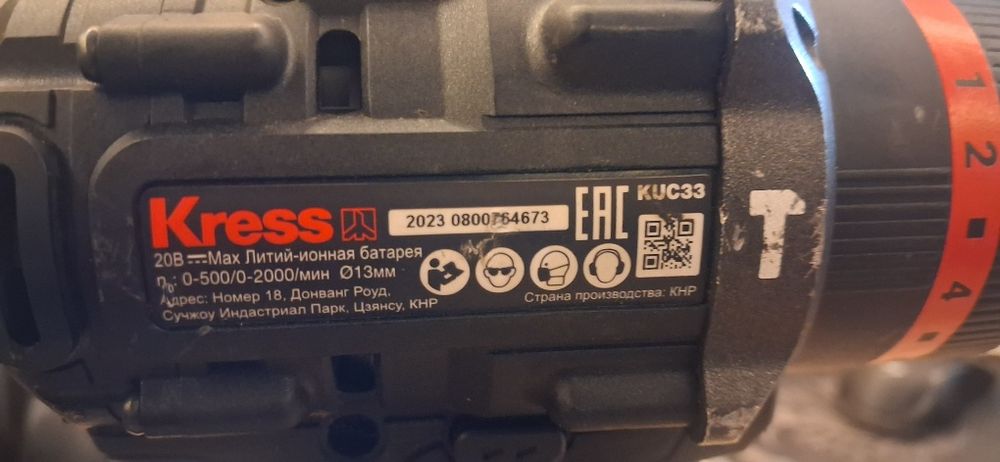 Kress
2023 0800764673
EAC
KUC33
20В Max Литий-ионная батарея
n₀: 0-500/0-2000/мин Ø13мм
Адрес: Номер 18, Донванг Роуд,
Сучжоу Индастриал Парк, Цзянсу, КНР
Страна производства: КНР
T
1
2
4